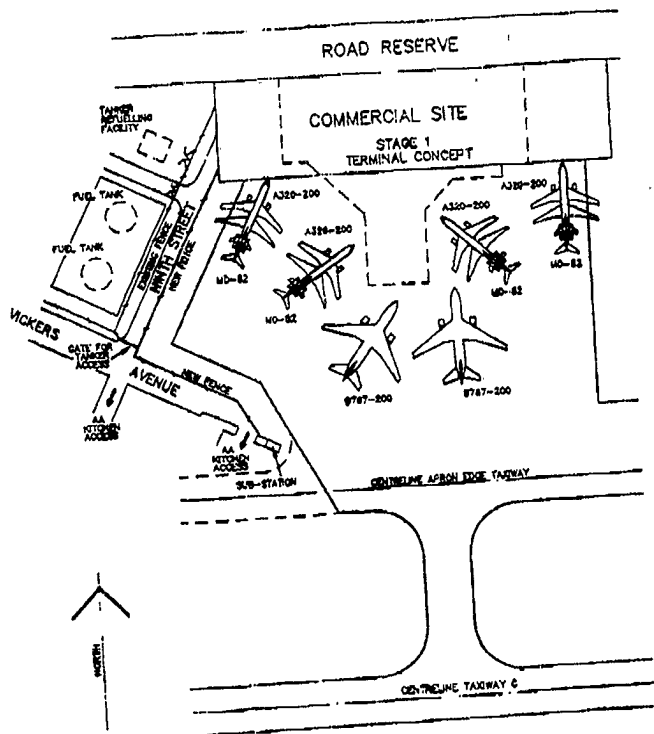 ROAD RESERVE
COMMERCIAL SITE
STAGE 1
TERMINAL CONCEPT
TANKER
REFUELLING
FACILITY
FUEL TANK
FUEL TANK
EXISTING FENCE
NINTH STREET
NEW FENCE
A320-200
A320-200
A320-200
A320-200
MD-82
MD-82
MD-82
MD-82
B767-200
B767-200
VICKERS
AVENUE
GATE FOR
TANKER
ACCESS
NEW FENCE
AA
KITCHEN
ACCESS
AA
KITCHEN
ACCESS
SUB-STATION
CENTRELINE APRON EDGE TAXIWAY
NORTH
CENTRELINE TAXIWAY C